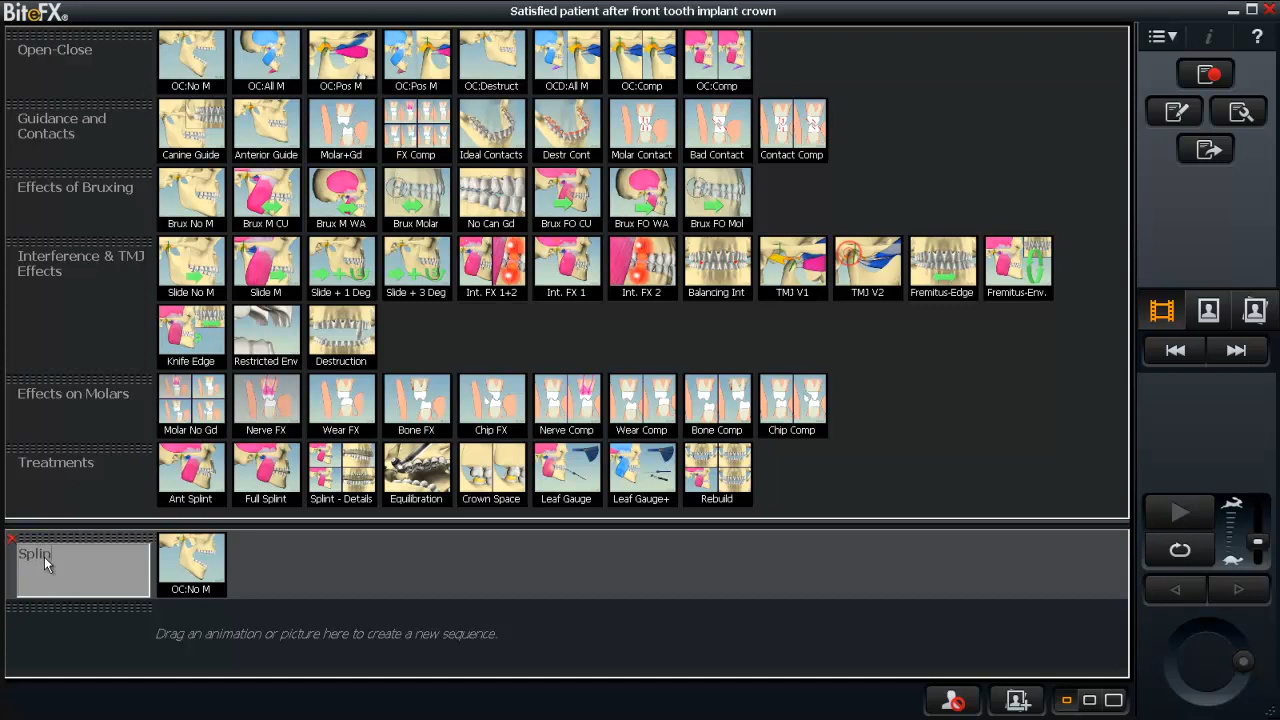 BiteFX®
Satisfied patient after front tooth implant crown
Open-Close
OC:No M OC:All M OC:Pos M OC:Pos M OC:Destruct OCD:All M OC:Comp OC:Comp
Guidance and
Contacts
Canine Guide Anterior Guide Molar+Gd FX Comp Ideal Contacts Destr Cont Molar Contact Bad Contact Contact Comp
Effects of Bruxing
Brux No M Brux M CU Brux M WA Brux Molar No Can Gd Brux FO CU Brux FO WA Brux FO Mol
Interference & TMJ
Effects
Slide No M Slide M Slide + 1 Deg Slide + 3 Deg Int. FX 1+2 Int. FX 1 Int. FX 2 Balancing Int TMJ V1 TMJ V2 Fremitus-Edge Fremitus-Env.
Knife Edge Restricted Env Destruction
Effects on Molars
Molar No Gd Nerve FX Wear FX Bone FX Chip FX Nerve Comp Wear Comp Bone Comp Chip Comp
Treatments
Ant Splint Full Splint Splint - Details Equilibration Crown Space Leaf Gauge Leaf Gauge+ Rebuild
Splin
OC:No M
Drag an animation or picture here to create a new sequence.